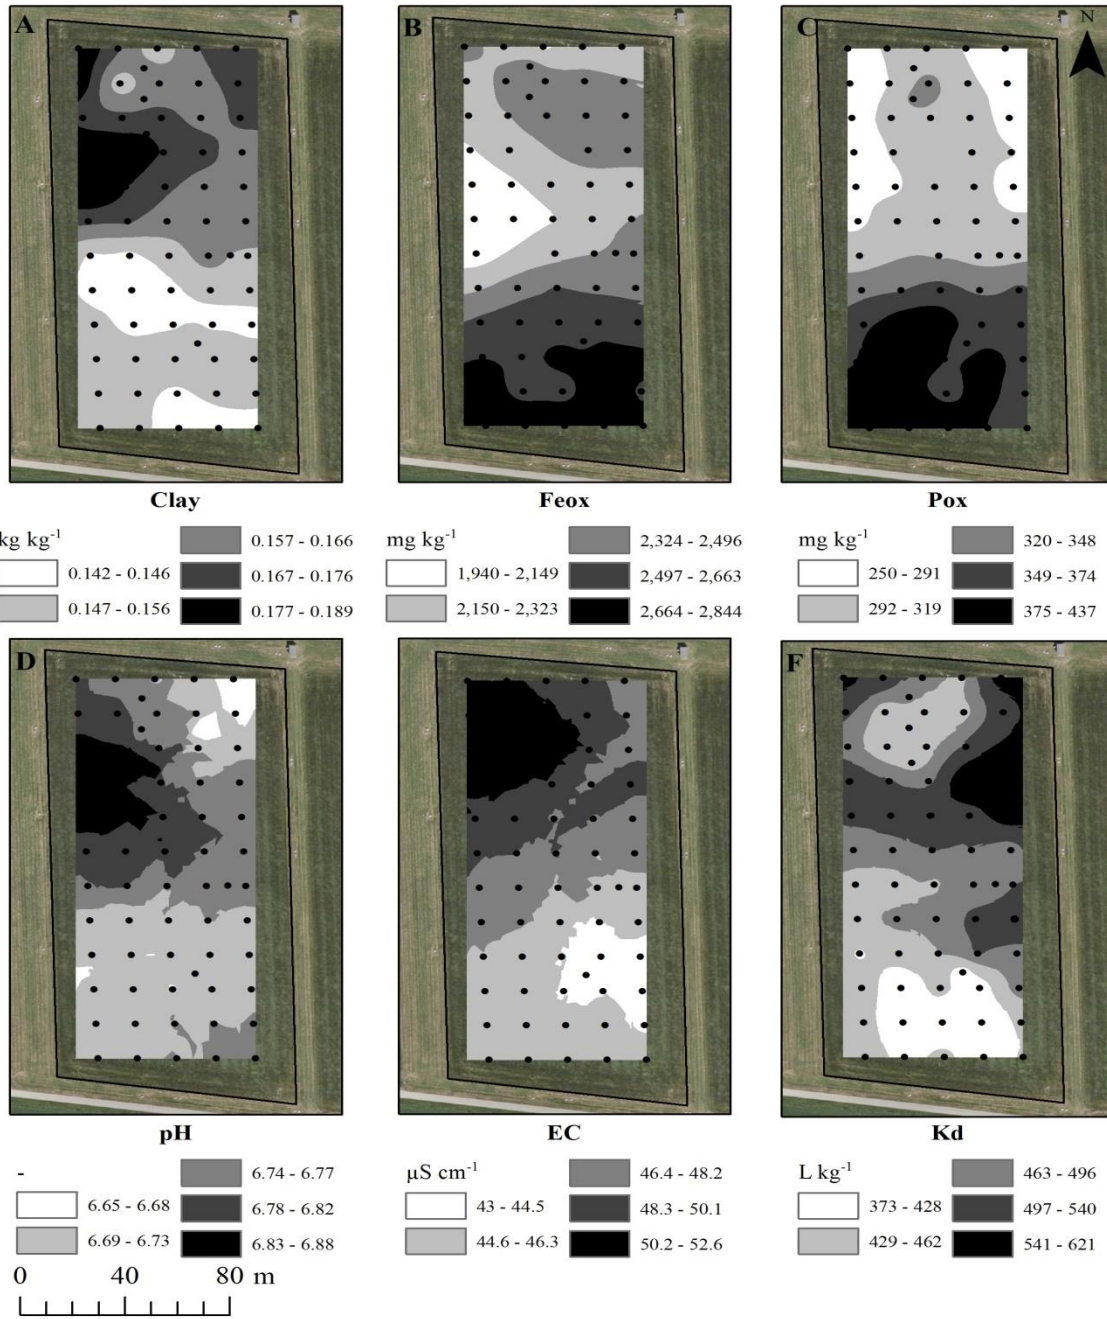 A
B
C
N
Clay
Feox
Pox
kg kg-1
0.142 - 0.146
0.147 - 0.156
0.157 - 0.166
0.167 - 0.176
0.177 - 0.189
mg kg-1
1,940 - 2,149
2,150 - 2,323
2,324 - 2,496
2,497 - 2,663
2,664 - 2,844
mg kg-1
250 - 291
292 - 319
320 - 348
349 - 374
375 - 437
D
F
pH
EC
Kd
-
6.65 - 6.68
6.69 - 6.73
6.74 - 6.77
6.78 - 6.82
6.83 - 6.88
µS cm-1
43 - 44.5
44.6 - 46.3
46.4 - 48.2
48.3 - 50.1
50.2 - 52.6
L kg-1
373 - 428
429 - 462
463 - 496
497 - 540
541 - 621
0 40 80 m